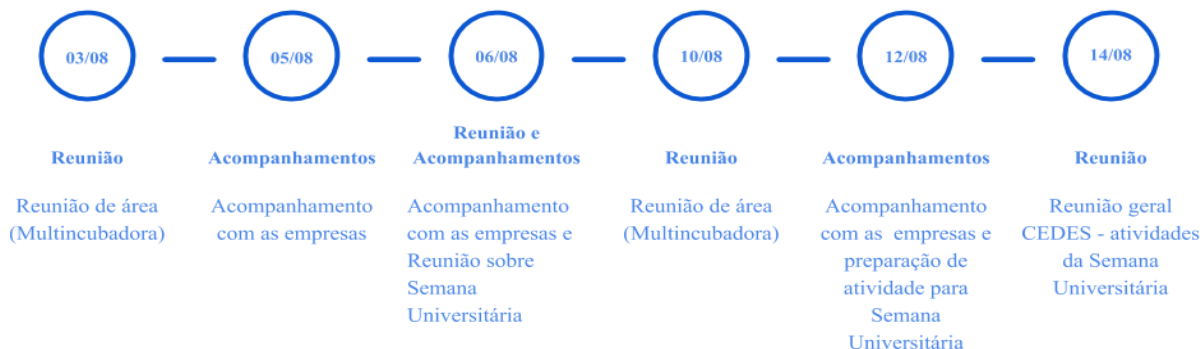 03/08
05/08
06/08
10/08
12/08
14/08
Reunião
Acompanhamentos
Reunião e
Acompanhamentos
Reunião
Acompanhamentos
Reunião
Reunião de área
(Multincubadora)
Acompanhamento
com as empresas
Acompanhamento
com as empresas e
Reunião sobre
Semana
Universitária
Reunião de área
(Multincubadora)
Acompanhamento
com as empresas e
preparação de
atividade para
Semana
Universitária
Reunião geral
CEDES - atividades
da Semana
Universitária